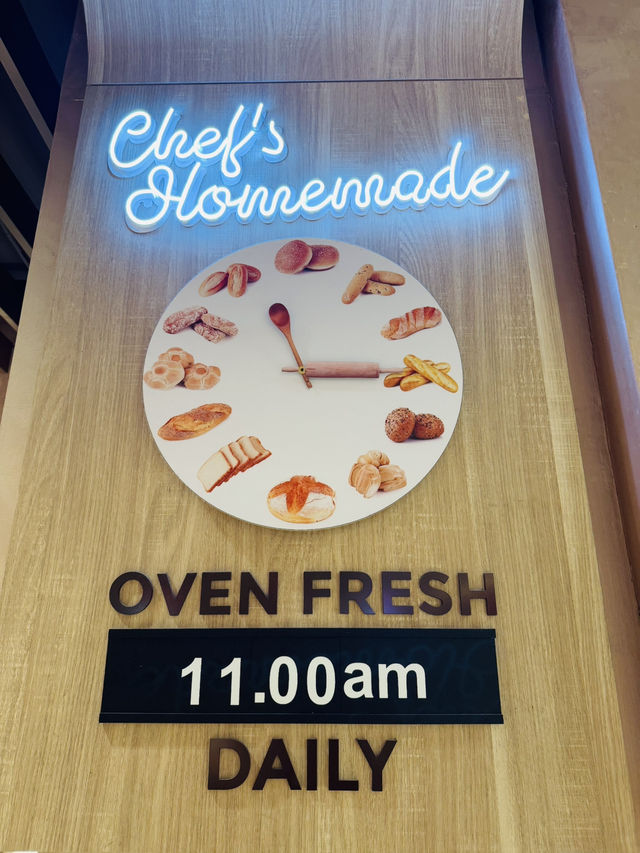 Chef's
Homemade
OVEN FRESH
11.00am
DAILY